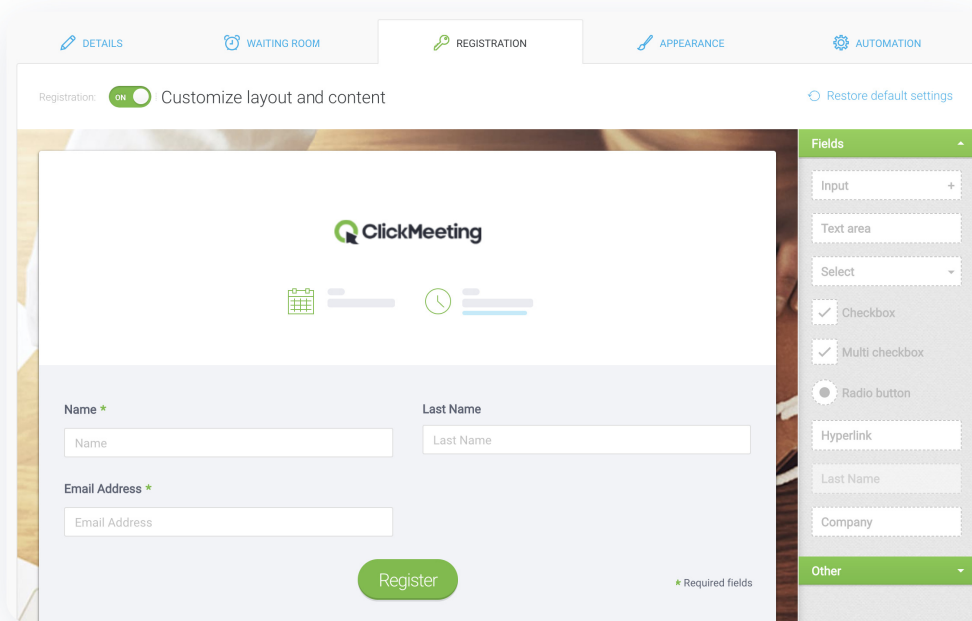 DETAILS
WAITING ROOM
REGISTRATION
APPEARANCE
AUTOMATION
Registration: ON Customize layout and content
Restore default settings
ClickMeeting
Name *
Last Name
Name
Last Name
Email Address *
Email Address
Register
* Required fields
Fields
Input +
Text area
Select
Checkbox
Multi checkbox
Radio button
Hyperlink
Last Name
Company
Other